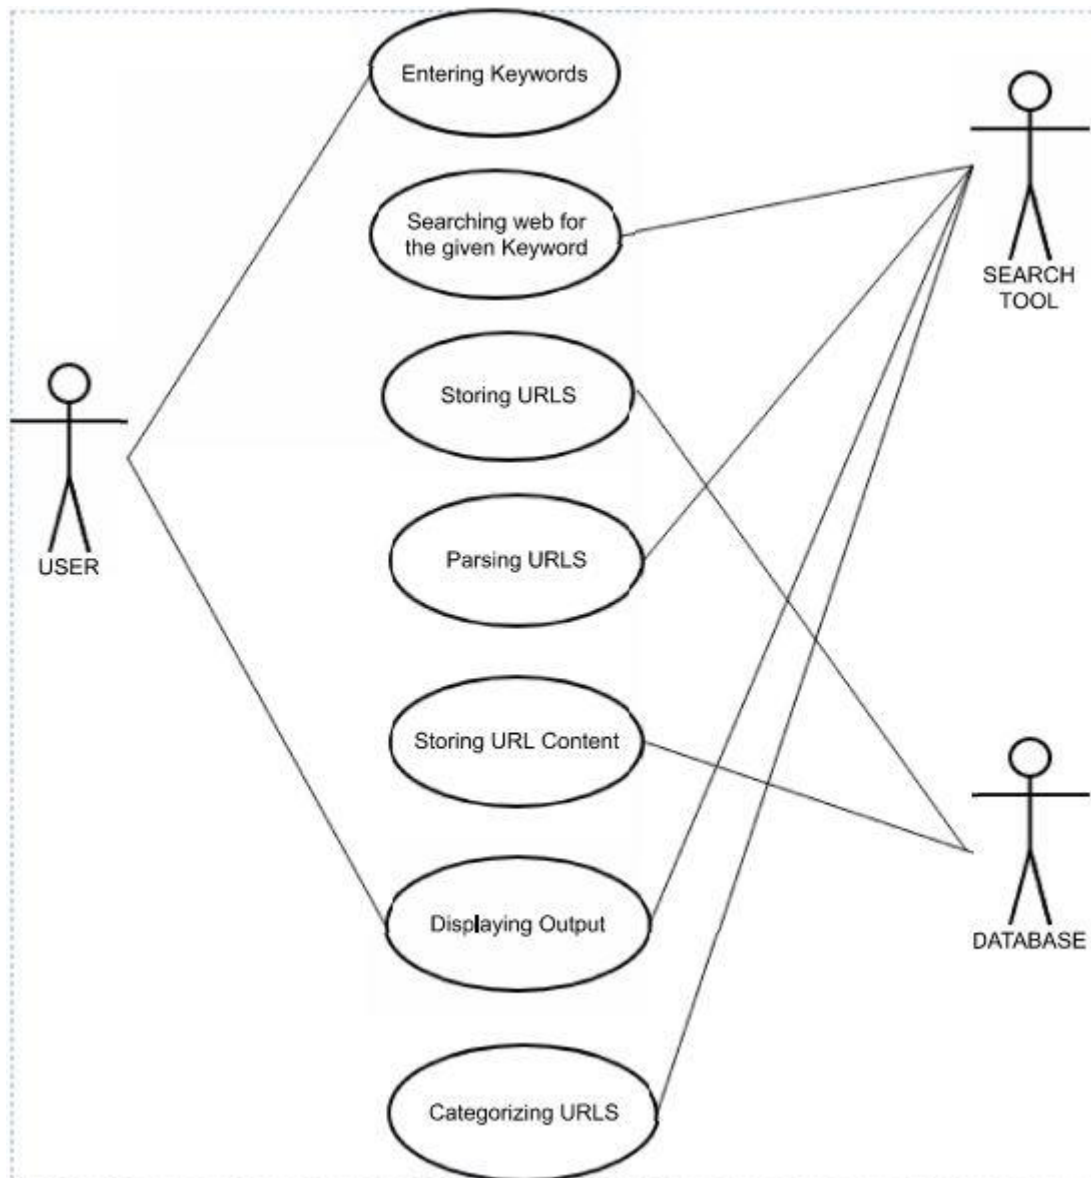 Entering Keywords
Searching web for
the given Keyword
SEARCH
TOOL
Storing URLS
Parsing URLS
USER
Storing URL Content
Displaying Output
DATABASE
Categorizing URLS